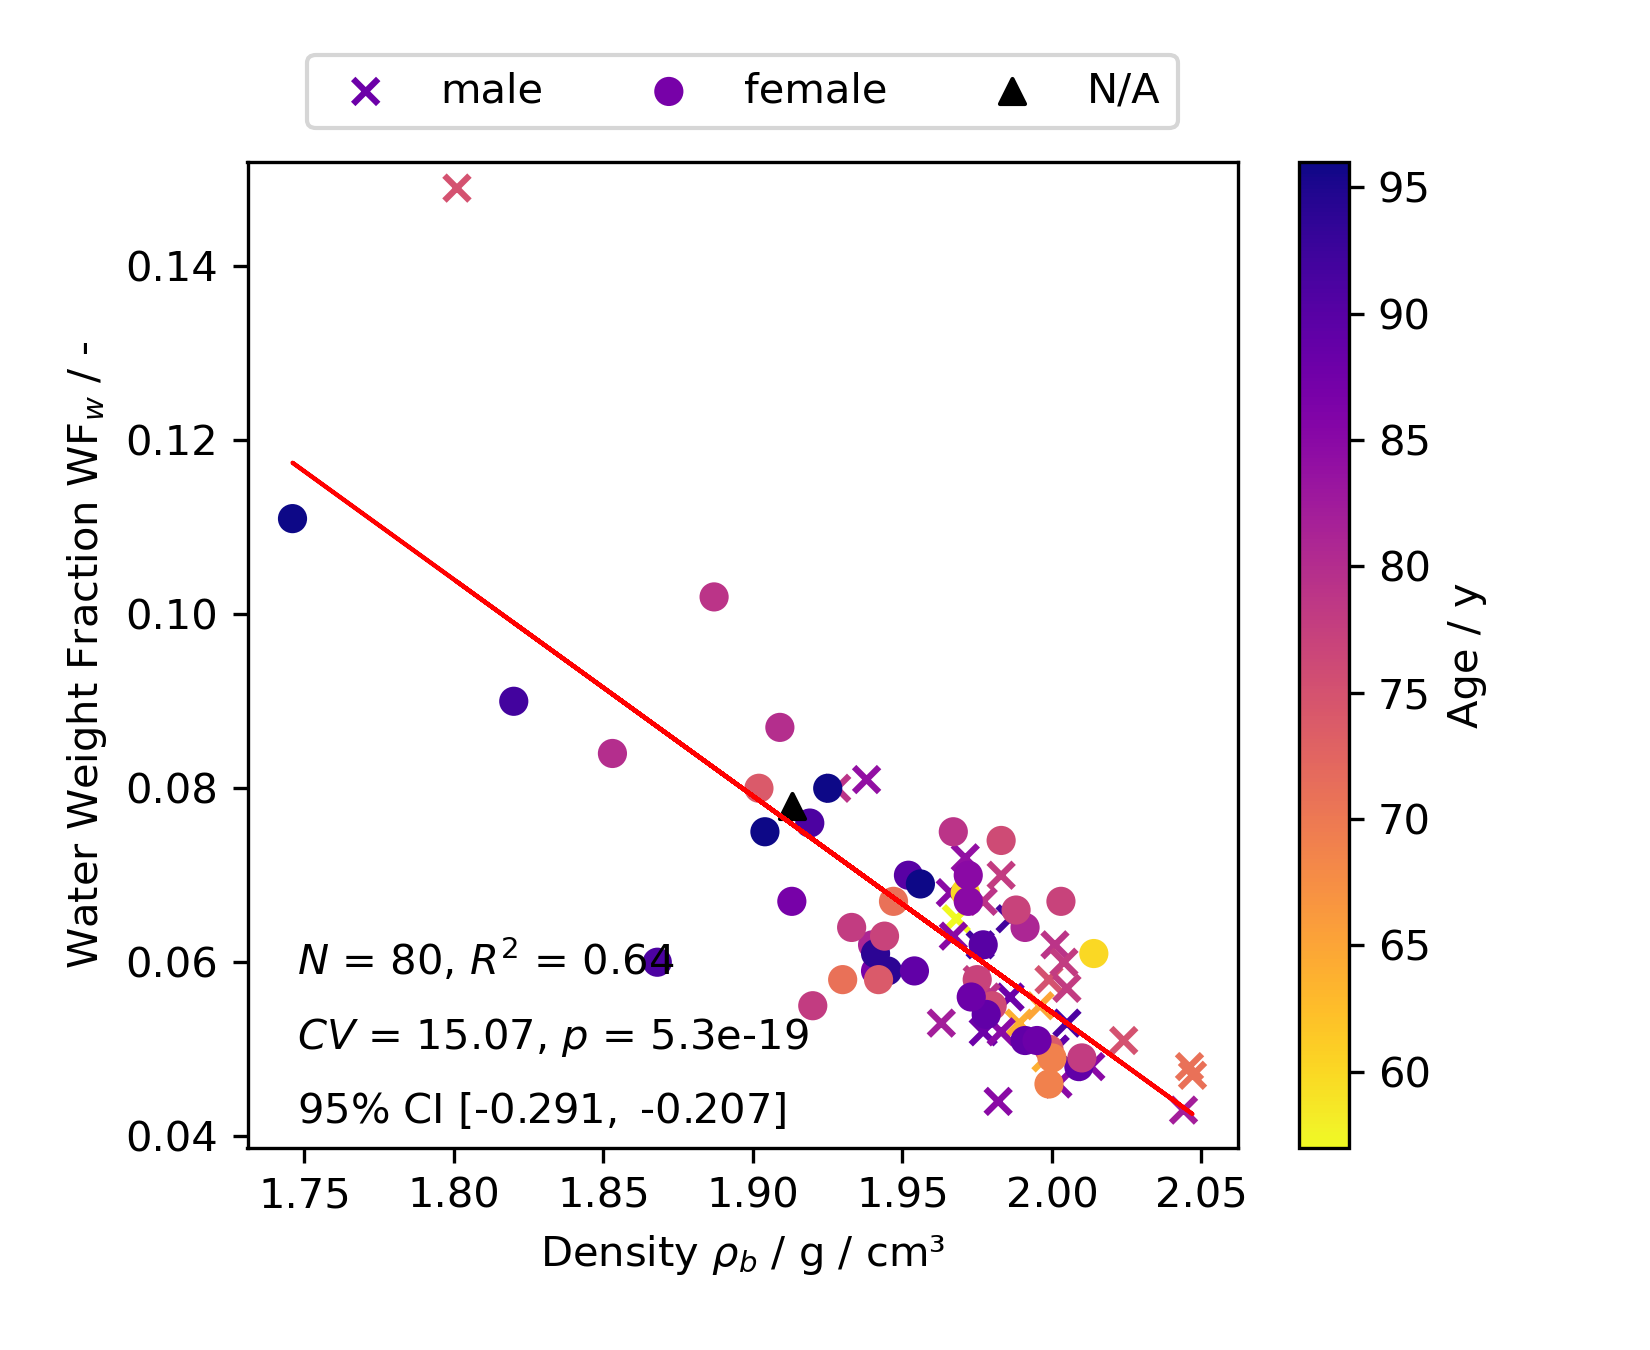 male female N/A
0.14
0.12
0.10
0.08
0.06
0.04
Water Weight Fraction WF_w / -
N = 80, R² = 0.64
CV = 15.07, p = 5.3e-19
95% CI [-0.291, -0.207]
1.75 1.80 1.85 1.90 1.95 2.00 2.05
Density ρ_b / g / cm³
95
90
85
80
75
70
65
60
Age / y